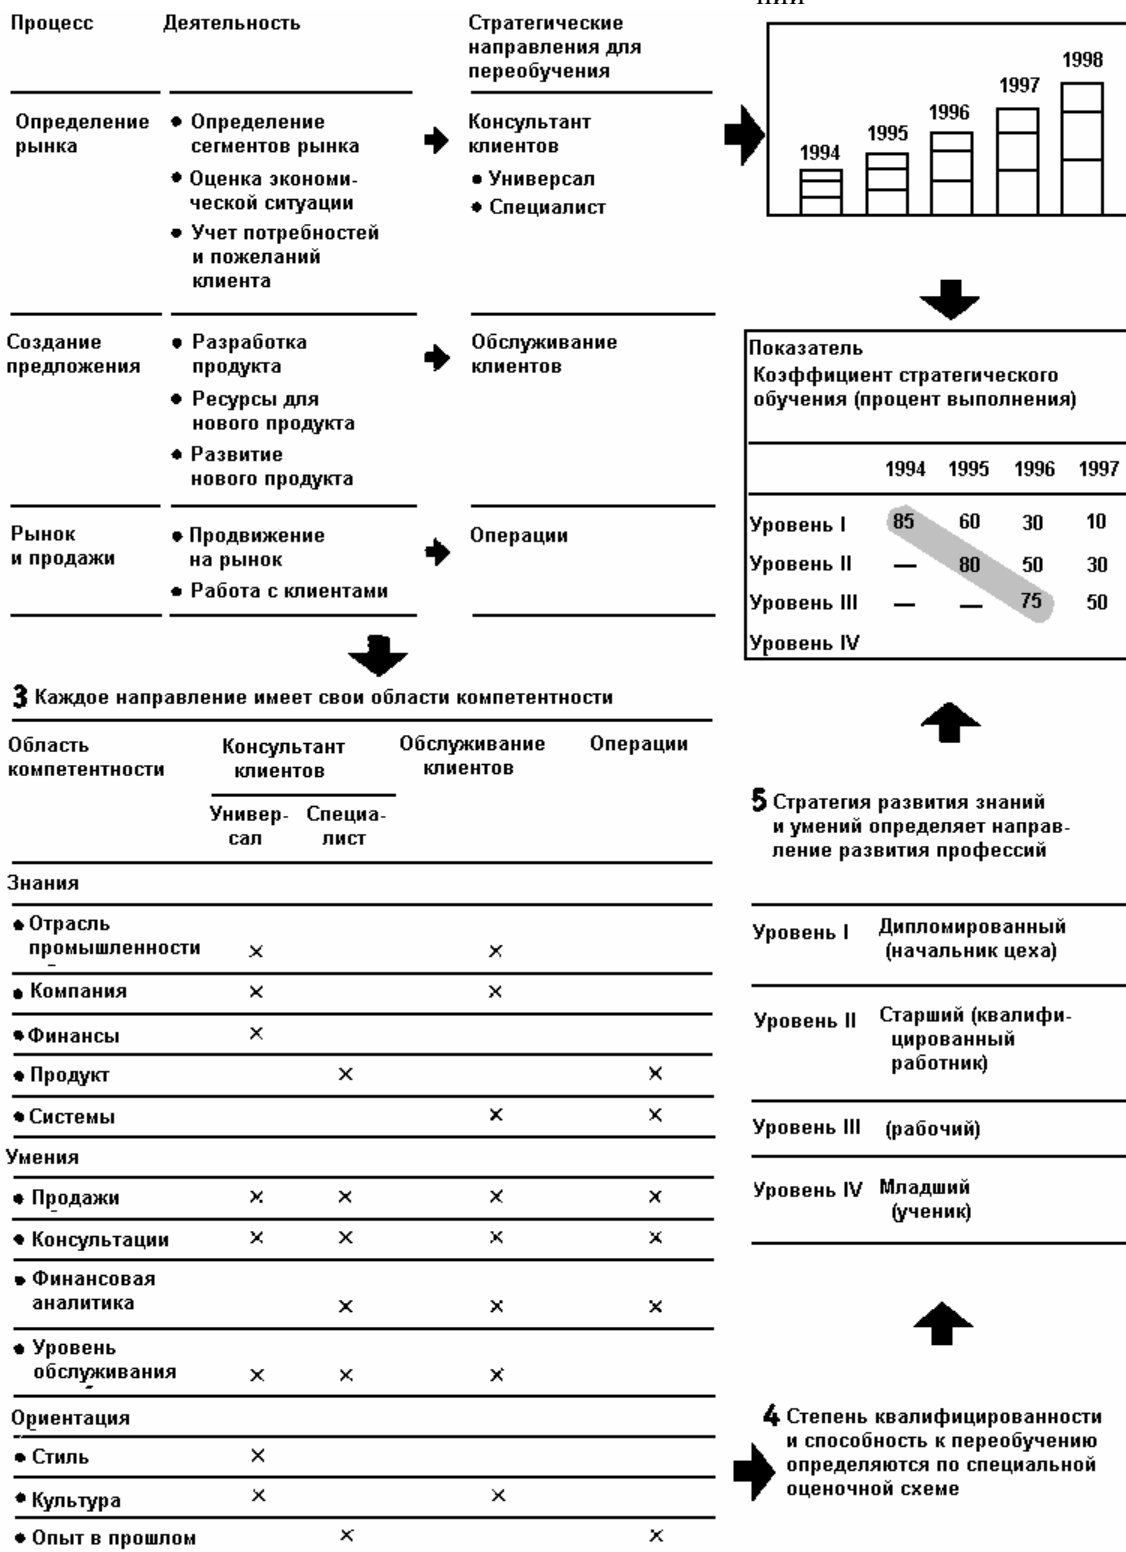 нии
Процесс Деятельность Стратегические
направления для
переобучения
Определение
рынка
● Определение
сегментов рынка
● Оценка экономи-
ческой ситуации
● Учет потребностей
и пожеланий
клиента
Консультант
клиентов
● Универсал
● Специалист
Создание
предложения
● Разработка
продукта
● Ресурсы для
нового продукта
● Развитие
нового продукта
Обслуживание
клиентов
Рынок
и продажи
● Продвижение
на рынок
● Работа с клиентами
Операции
1994 1995 1996 1997 1998
Показатель
Коэффициент стратегического
обучения (процент выполнения)
1994 1995 1996 1997
Уровень I 85 60 30 10
Уровень II — 80 50 30
Уровень III — — 75 50
Уровень IV
3 Каждое направление имеет свои области компетентности
Область
компетентности
Консультант
клиентов
Обслуживание
клиентов
Операции
Универ-
сал
Специа-
лист
Знания
● Отрасль
промышленности × ×
● Компания × ×
● Финансы ×
● Продукт × ×
● Системы × ×
Умения
● Продажи × × × ×
● Консультации × × × ×
● Финансовая
аналитика × × ×
● Уровень
обслуживания × × ×
Ориентация
● Стиль ×
● Культура × ×
● Опыт в прошлом × ×
5 Стратегия развития знаний
и умений определяет направ-
ление развития профессий
Уровень I Дипломированный
(начальник цеха)
Уровень II Старший (квалифи-
цированный
работник)
Уровень III (рабочий)
Уровень IV Младший
(ученик)
4 Степень квалифицированности
и способность к переобучению
определяются по специальной
оценочной схеме